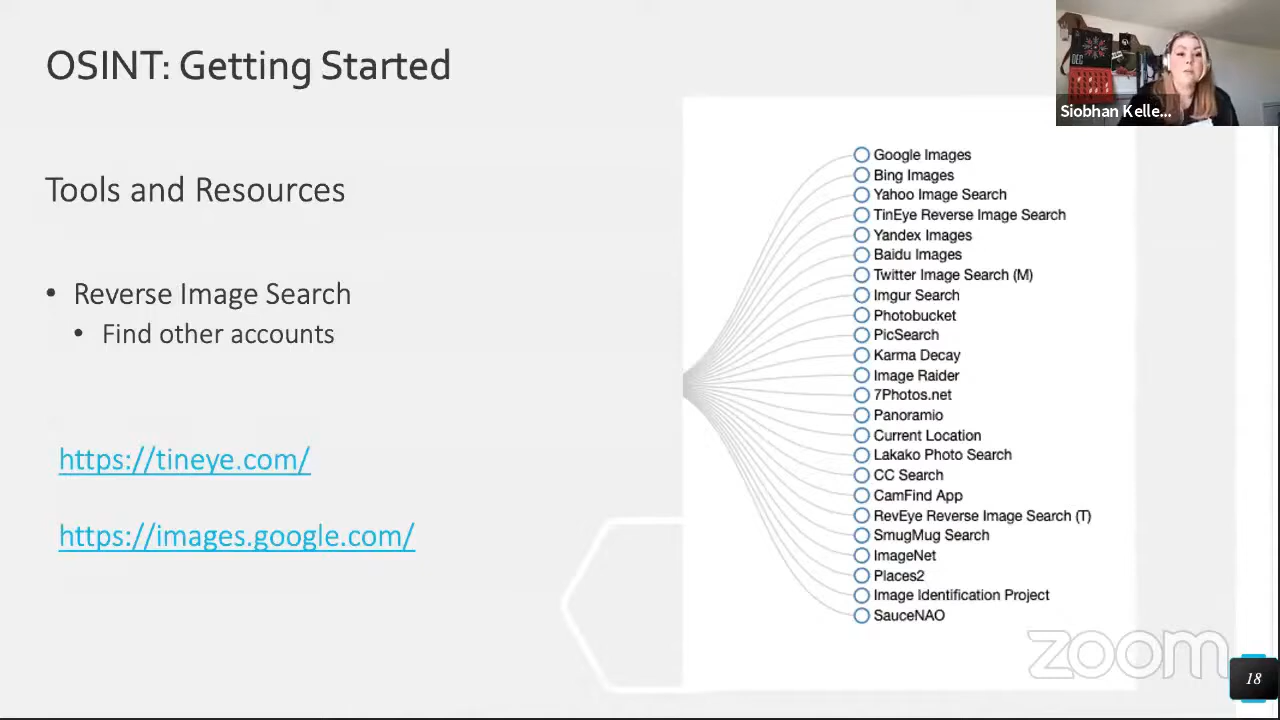 OSINT: Getting Started
Siobhan Kelle...
Tools and Resources
• Reverse Image Search
• Find other accounts
https://tineye.com/
https://images.google.com/
Google Images
Bing Images
Yahoo Image Search
TinEye Reverse Image Search
Yandex Images
Baidu Images
Twitter Image Search (M)
Imgur Search
Photobucket
PicSearch
Karma Decay
Image Raider
7Photos.net
Panoramio
Current Location
Lakako Photo Search
CC Search
CamFind App
RevEye Reverse Image Search (T)
SmugMug Search
ImageNet
Places2
Image Identification Project
SauceNAO
zoom
18
DEC